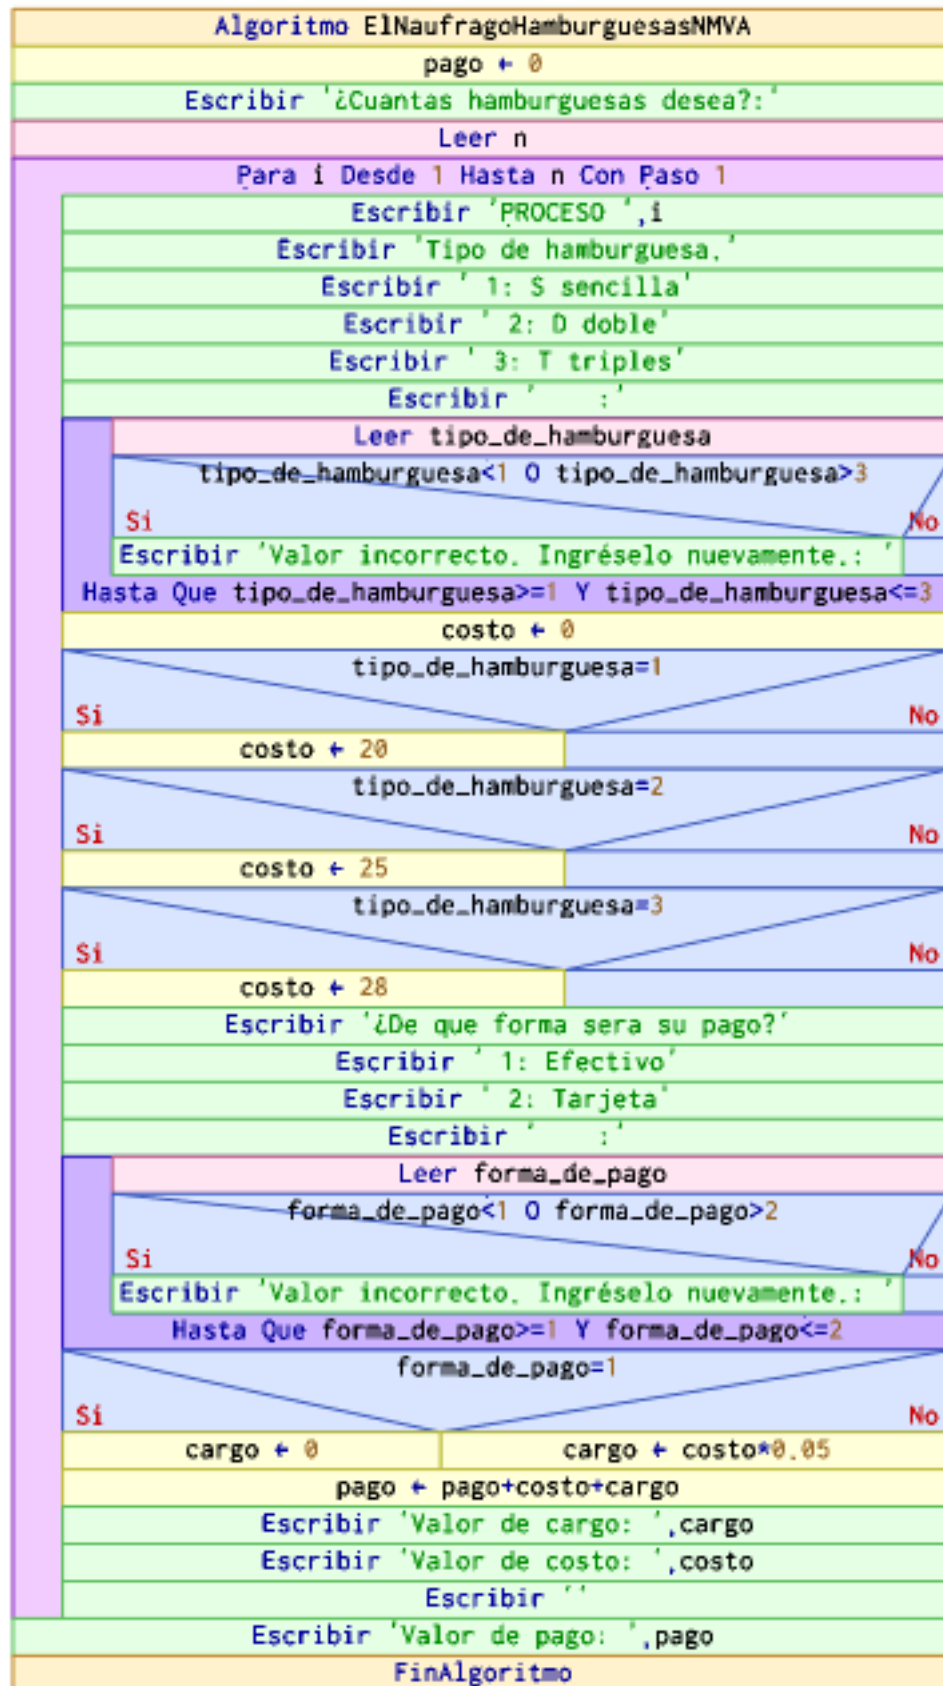 Algoritmo ElNaufragoHamburguesasNMVA
pago ← 0
Escribir '¿Cuantas hamburguesas desea?:'
Leer n
Para i Desde 1 Hasta n Con Paso 1
Escribir 'PROCESO ',i
Escribir 'Tipo de hamburguesa.'
Escribir ' 1: S sencilla'
Escribir ' 2: D doble'
Escribir ' 3: T triples'
Escribir '    :'
Leer tipo_de_hamburguesa
tipo_de_hamburguesa<1 O tipo_de_hamburguesa>3
Si No
Escribir 'Valor incorrecto. Ingréselo nuevamente.: '
Hasta Que tipo_de_hamburguesa>=1 Y tipo_de_hamburguesa<=3
costo ← 0
tipo_de_hamburguesa=1
Si No
costo ← 20
tipo_de_hamburguesa=2
Si No
costo ← 25
tipo_de_hamburguesa=3
Si No
costo ← 28
Escribir '¿De que forma sera su pago?'
Escribir ' 1: Efectivo'
Escribir ' 2: Tarjeta'
Escribir '    :'
Leer forma_de_pago
forma_de_pago<1 O forma_de_pago>2
Si No
Escribir 'Valor incorrecto. Ingréselo nuevamente.: '
Hasta Que forma_de_pago>=1 Y forma_de_pago<=2
forma_de_pago=1
Si No
cargo ← 0 cargo ← costo*0.05
pago ← pago+costo+cargo
Escribir 'Valor de cargo: ',cargo
Escribir 'Valor de costo: ',costo
Escribir ''
Escribir 'Valor de pago: ',pago
FinAlgoritmo